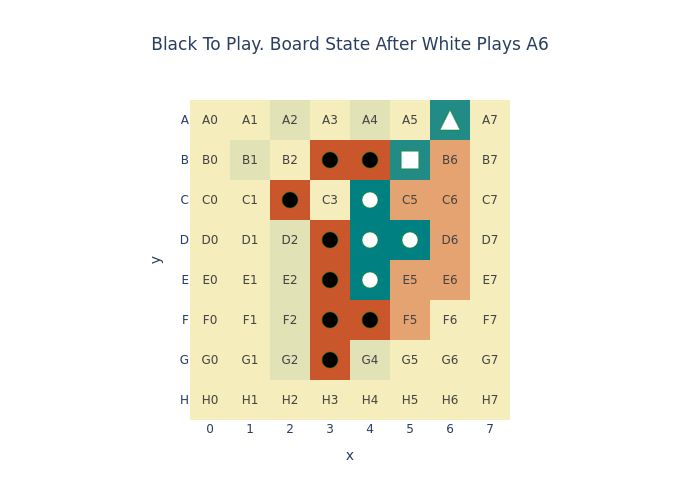 Black To Play. Board State After White Plays A6
A A0 A1 A2 A3 A4 A5 A7
B B0 B1 B2 B6 B7
C C0 C1 C3 C5 C6 C7
D D0 D1 D2 D6 D7
y
E E0 E1 E2 E5 E6 E7
F F0 F1 F2 F5 F6 F7
G G0 G1 G2 G4 G5 G6 G7
H H0 H1 H2 H3 H4 H5 H6 H7
0 1 2 3 4 5 6 7
x